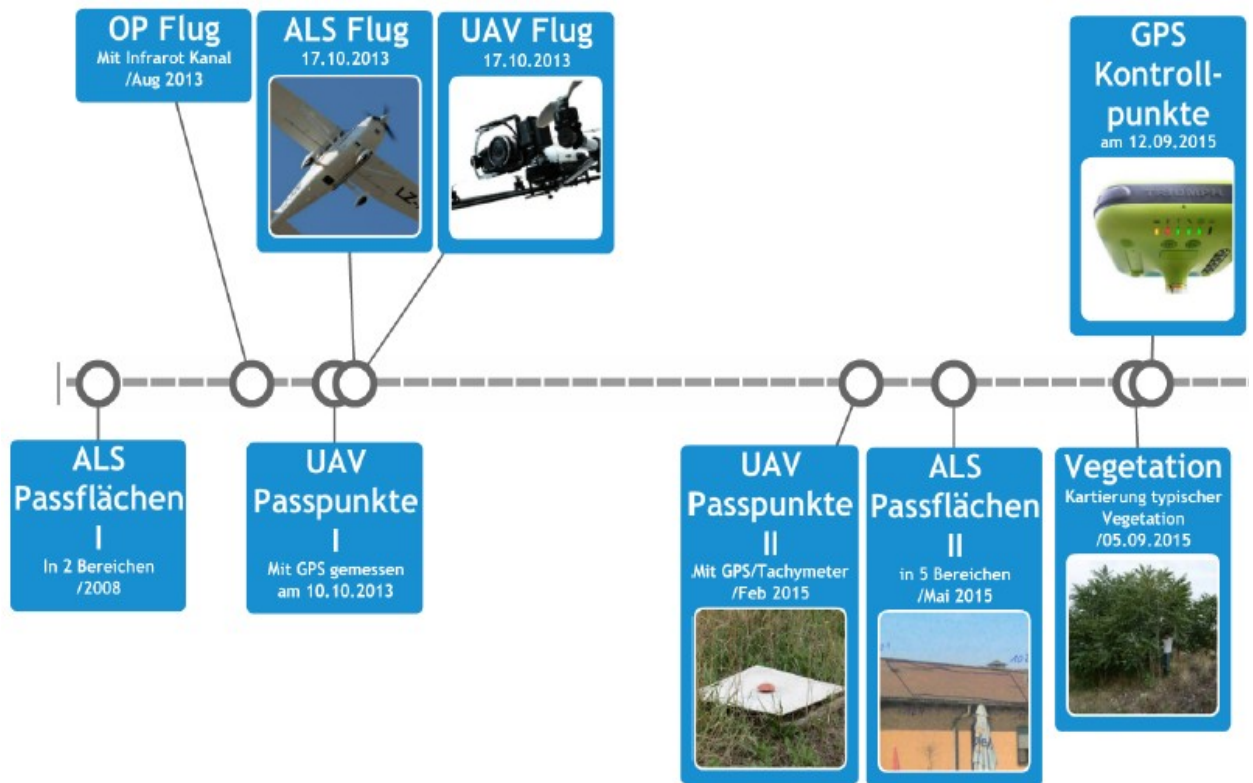 OP Flug
Mit Infrarot Kanal
/Aug 2013
ALS Flug
17.10.2013
UAV Flug
17.10.2013
GPS
Kontroll-
punkte
am 12.09.2015
TRIUMPH
ALS
Passflächen
I
In 2 Bereichen
/2008
UAV
Passpunkte
I
Mit GPS gemessen
am 10.10.2013
UAV
Passpunkte
II
Mit GPS/Tachymeter
/Feb 2015
ALS
Passflächen
II
in 5 Bereichen
/Mai 2015
Vegetation
Kartierung typischer
Vegetation
/05.09.2015